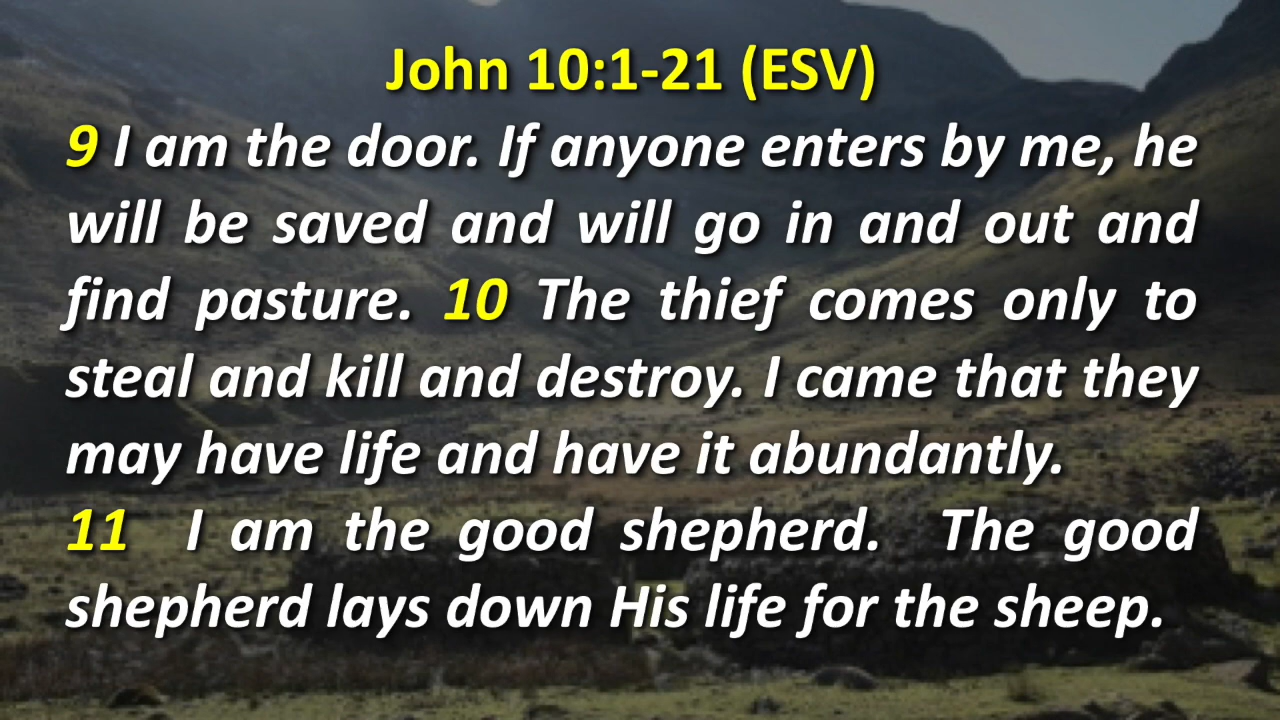 John 10:1-21 (ESV)
9 I am the door. If anyone enters by me, he
will be saved and will go in and out and
find pasture. 10 The thief comes only to
steal and kill and destroy. I came that they
may have life and have it abundantly.
11 I am the good shepherd. The good
shepherd lays down His life for the sheep.